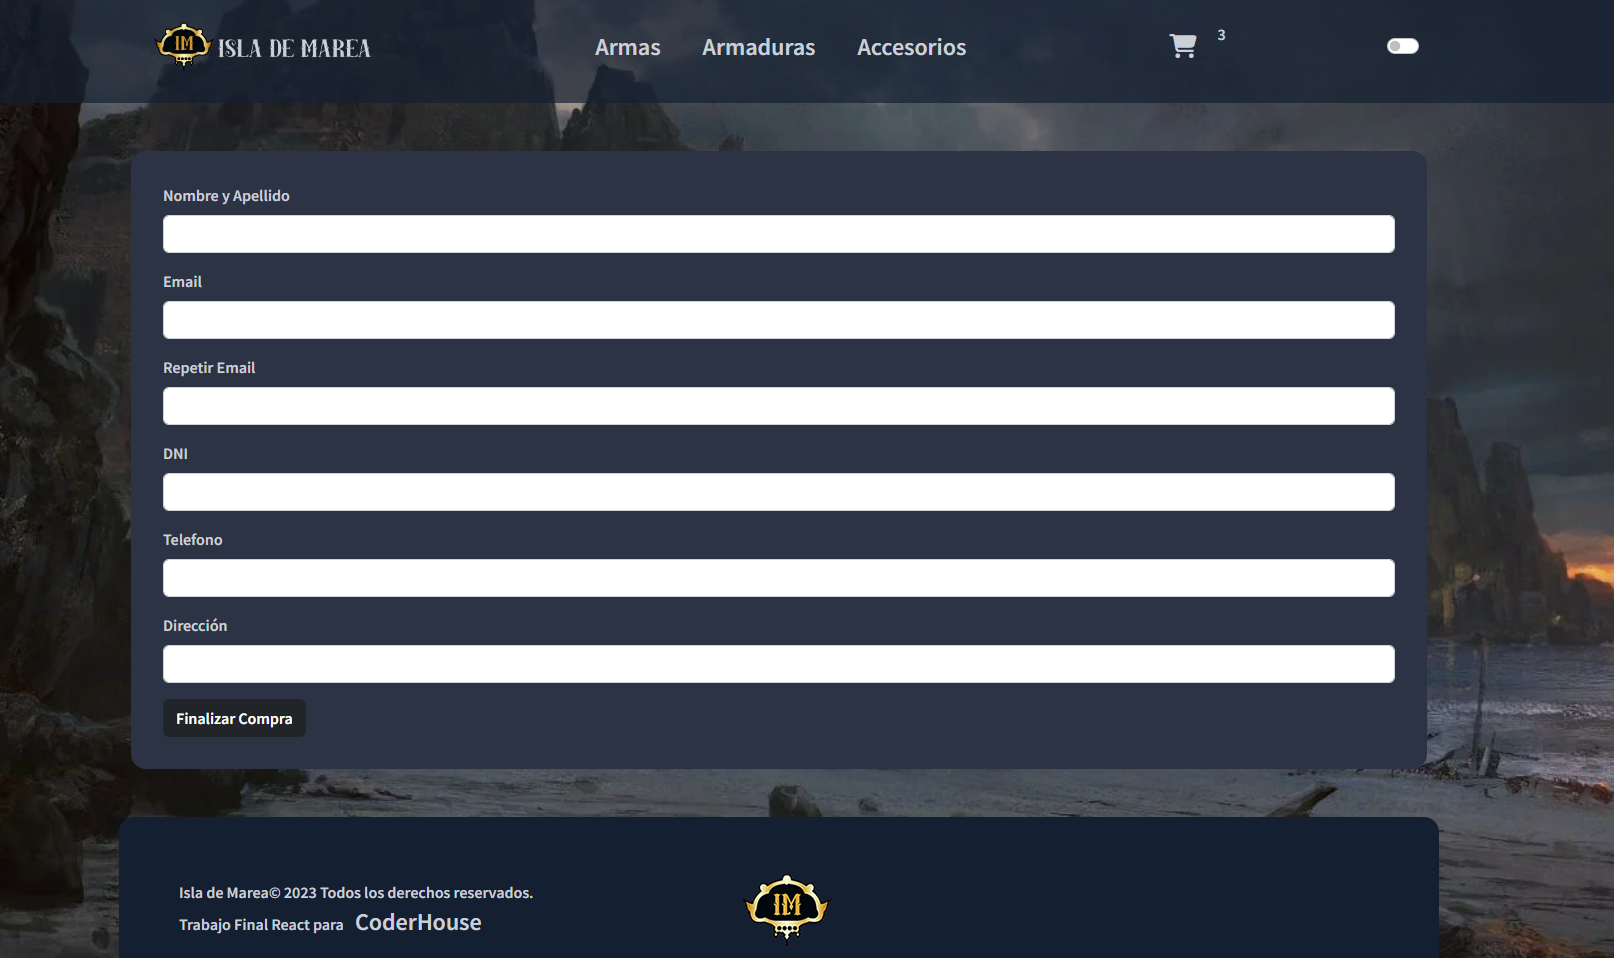 IM ISLA DE MAREA Armas Armaduras Accesorios 3
Nombre y Apellido
Email
Repetir Email
DNI
Telefono
Dirección
Finalizar Compra
Isla de Marea© 2023 Todos los derechos reservados.
Trabajo Final React para CoderHouse
IM